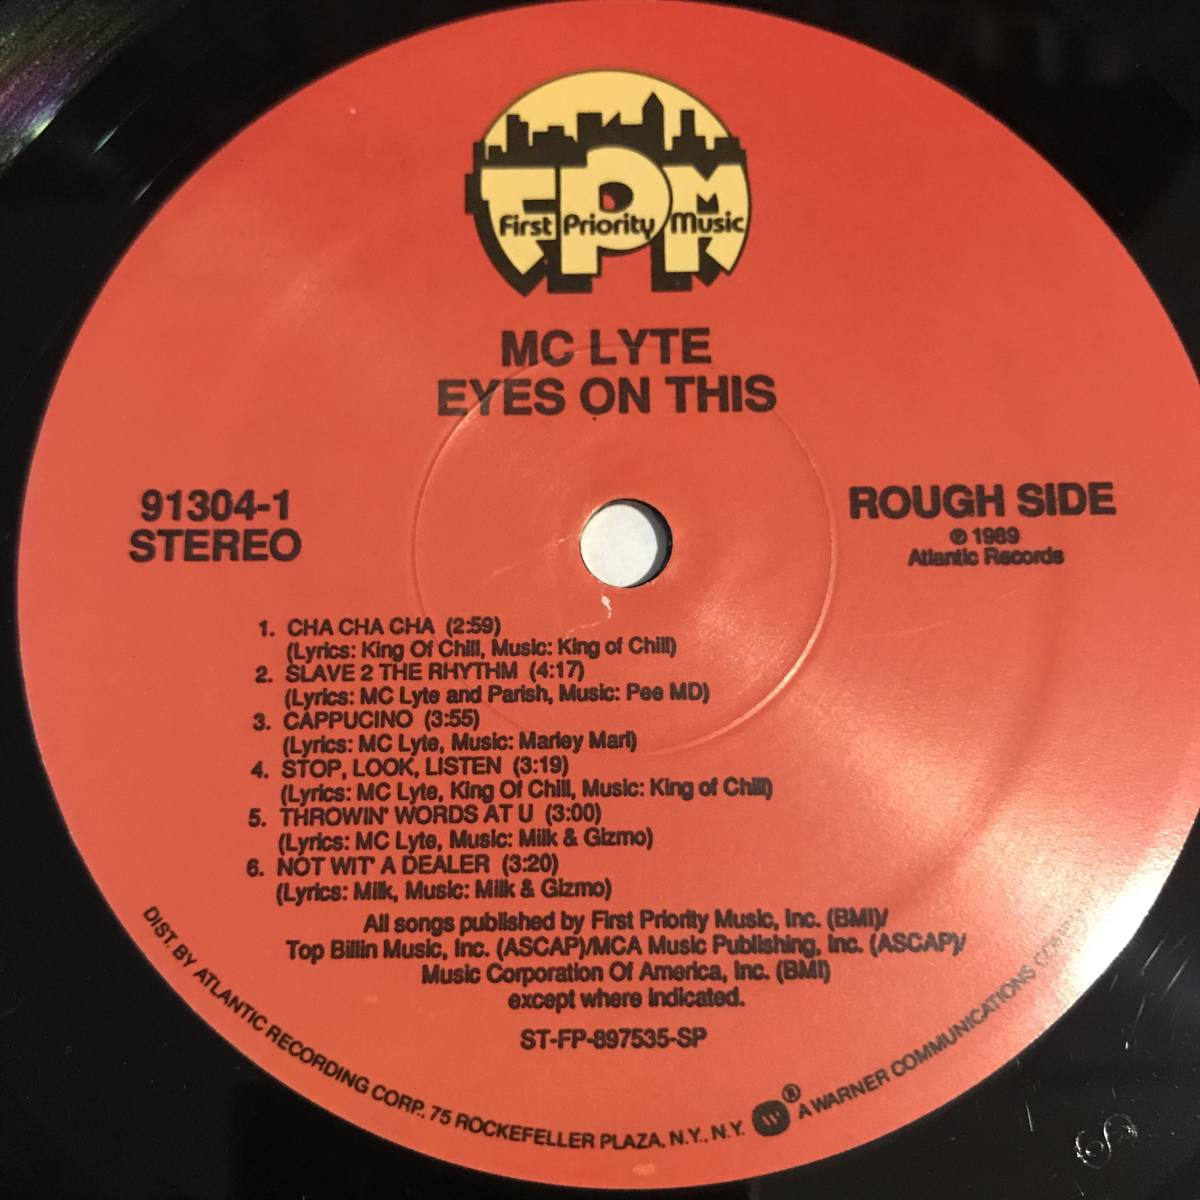 FPM
First Priority Music
MC LYTE
EYES ON THIS
91304-1
STEREO
ROUGH SIDE
℗ 1989
Atlantic Records
1. CHA CHA CHA (2:59)
(Lyrics: King Of Chill, Music: King of Chill)
2. SLAVE 2 THE RHYTHM (4:17)
(Lyrics: MC Lyte and Parish, Music: Pee MD)
3. CAPPUCINO (3:55)
(Lyrics: MC Lyte, Music: Marley Marl)
4. STOP, LOOK, LISTEN (3:19)
(Lyrics: MC Lyte, King Of Chill, Music: King of Chill)
5. THROWIN' WORDS AT U (3:00)
(Lyrics: MC Lyte, Music: Milk & Gizmo)
6. NOT WIT' A DEALER (3:20)
(Lyrics: Milk, Music: Milk & Gizmo)
All songs published by First Priority Music, Inc. (BMI)/
Top Billin Music, Inc. (ASCAP)/MCA Music Publishing, Inc. (ASCAP)/
Music Corporation Of America, Inc. (BMI)
except where indicated.
ST-FP-897535-SP
DIST. BY ATLANTIC RECORDING CORP., 75 ROCKEFELLER PLAZA, N.Y., N.Y. ® A WARNER COMMUNICATIONS COMPANY